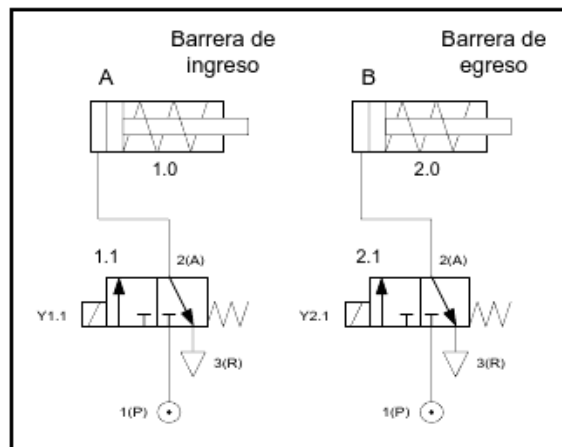 Barrera de
ingreso
A
1.0
1.1
2(A)
Y1.1
3(R)
1(P)
Barrera de
egreso
B
2.0
2.1
2(A)
Y2.1
3(R)
1(P)